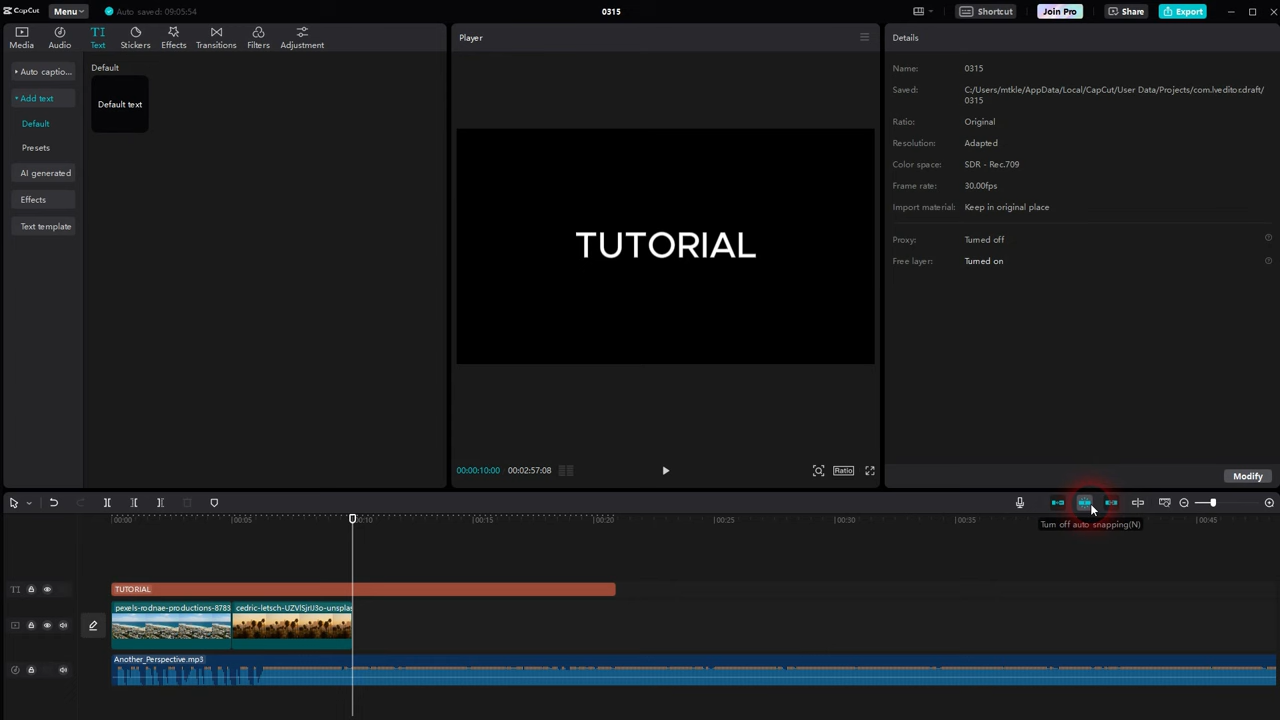 CapCut
Menu
Auto saved: 09:05:54
0315
Shortcut
Join Pro
Share
Export
Media
Audio
TI
Text
Stickers
Effects
Transitions
Filters
Adjustment
Auto captio...
Add text
Default
Presets
AI generated
Effects
Text template
Default
Default text
Player
TUTORIAL
00:00:10:00
00:02:57:08
Ratio
Details
Name:
0315
Saved:
C:/Users/mtkle/AppData/Local/CapCut/User Data/Projects/com.lveditor.draft/
0315
Ratio:
Original
Resolution:
Adapted
Color space:
SDR - Rec.709
Frame rate:
30.00fps
Import material:
Keep in original place
Proxy:
Turned off
Free layer:
Turned on
Modify
Turn off auto snapping(N)
00:00
00:05
00:10
00:15
00:20
00:25
00:30
00:35
00:45
TI
TUTORIAL
pexels-rodnae-productions-8783
cedric-letsch-UZVlSjrIJ3o-unsplas
Another_Perspective.mp3